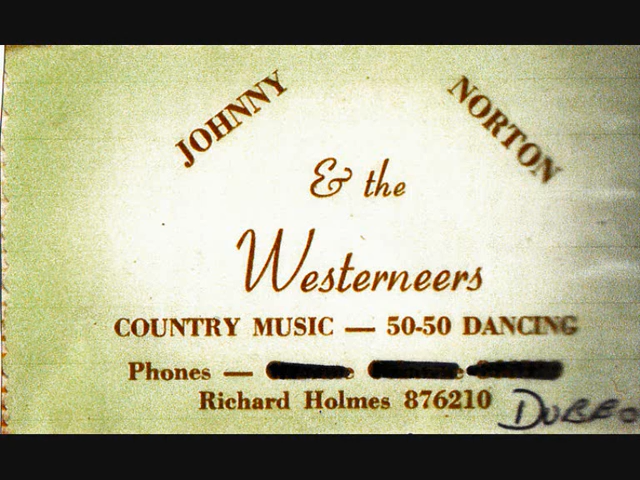 JOHNNY NORTON
& the
Westerneers
COUNTRY MUSIC — 50-50 DANCING
Phones —
Richard Holmes 876210